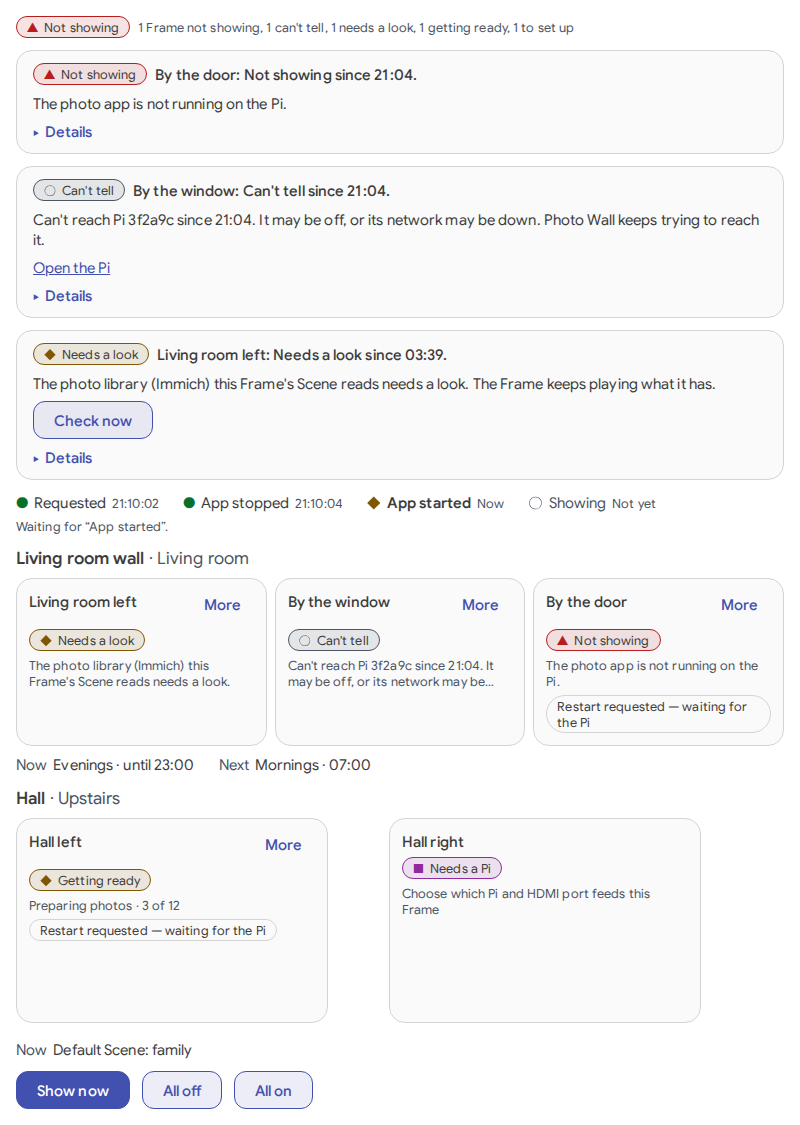 Not showing 1 Frame not showing, 1 can't tell, 1 needs a look, 1 getting ready, 1 to set up
Not showing By the door: Not showing since 21:04.
The photo app is not running on the Pi.
Details
Can't tell By the window: Can't tell since 21:04.
Can't reach Pi 3f2a9c since 21:04. It may be off, or its network may be down. Photo Wall keeps trying to reach
it.
Open the Pi
Details
Needs a look Living room left: Needs a look since 03:39.
The photo library (Immich) this Frame's Scene reads needs a look. The Frame keeps playing what it has.
Check now
Details
Requested 21:10:02 App stopped 21:10:04 App started Now Showing Not yet
Waiting for “App started”.
Living room wall · Living room
Living room left More
Needs a look
The photo library (Immich) this
Frame's Scene reads needs a look.
By the window More
Can't tell
Can't reach Pi 3f2a9c since 21:04. It
may be off, or its network may be…
By the door More
Not showing
The photo app is not running on the
Pi.
Restart requested — waiting for
the Pi
Now Evenings · until 23:00 Next Mornings · 07:00
Hall · Upstairs
Hall left More
Getting ready
Preparing photos · 3 of 12
Restart requested — waiting for the Pi
Hall right
Needs a Pi
Choose which Pi and HDMI port feeds this
Frame
Now Default Scene: family
Show now All off All on